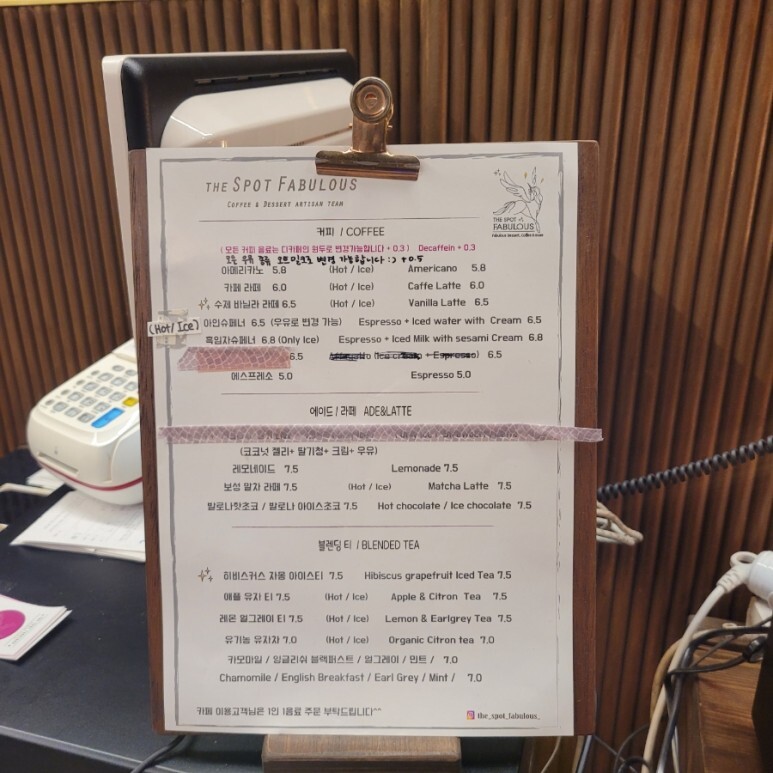 THE SPOT FABULOUS
COFFEE & DESSERT ARTISAN TEAM
THE SPOT
FABULOUS
커피 / COFFEE
( 모든 커피 음료는 디카페인 원두로 변경가능합니다 + 0.3 ) Decaffein + 0.3
모든 우유 종류 오트밀크로 변경 가능합니다 :) +0.5
아메리카노 5.8 (Hot / Ice) Americano 5.8
카페 라떼 6.0 (Hot / Ice) Caffe Latte 6.0
수제 바닐라 라떼 6.5 (Hot / Ice) Vanilla Latte 6.5
(Hot/Ice) 아인슈페너 6.5 (우유로 변경 가능) Espresso + Iced water with Cream 6.5
흑임자슈페너 6.8 (Only Ice) Espresso + Iced Milk with sesami Cream 6.8
6.5 6.5
에스프레소 5.0 Espresso 5.0
에이드 / 라떼 ADE&LATTE
(코코넛 젤리+ 딸기청+ 크림+ 우유)
레모네이드 7.5 Lemonade 7.5
보성 말차 라떼 7.5 (Hot / Ice) Matcha Latte 7.5
발로나핫초코 / 발로나 아이스초코 7.5 Hot chocolate / Ice chocolate 7.5
블렌딩 티 / BLENDED TEA
히비스커스 자몽 아이스티 7.5 Hibiscus grapefruit Iced Tea 7.5
애플 유자 티 7.5 (Hot / Ice) Apple & Citron Tea 7.5
레몬 얼그레이 티 7.5 (Hot / Ice) Lemon & Earlgrey Tea 7.5
유기농 유자차 7.0 (Hot / Ice) Organic Citron tea 7.0
카모마일 / 잉글리쉬 블랙퍼스트 / 얼그레이 / 민트 / 7.0
Chamomile / English Breakfast / Earl Grey / Mint / 7.0
카페 이용고객님은 1인 1음료 주문 부탁드립니다^^
the_spot_fabulous_